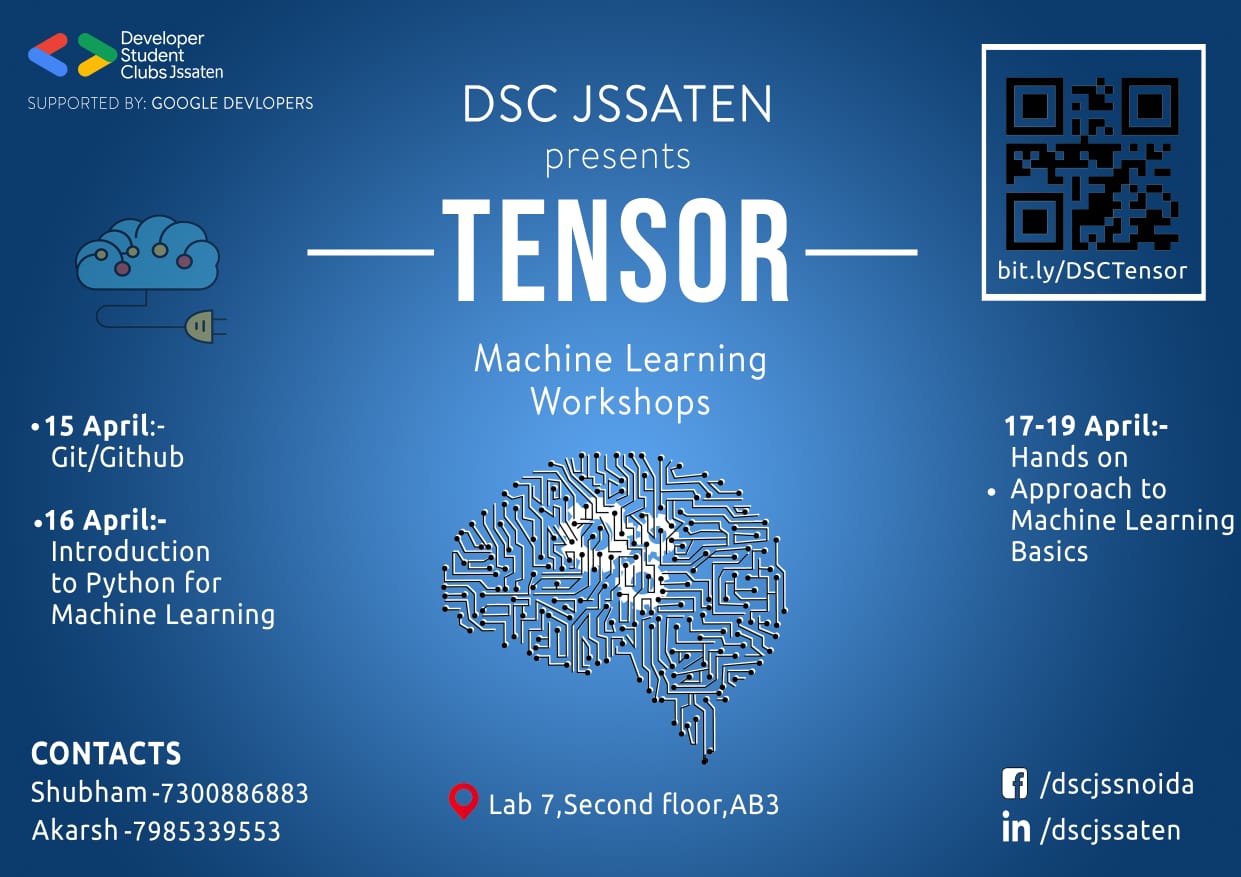 Developer
Student
Clubs Jssaten
SUPPORTED BY: GOOGLE DEVLOPERS
DSC JSSATEN
presents
TENSOR
Machine Learning
Workshops
bit.ly/DSCTensor
•15 April:-
Git/Github
•16 April:-
Introduction
to Python for
Machine Learning
17-19 April:-
Hands on
• Approach to
Machine Learning
Basics
CONTACTS
Shubham-7300886883
Akarsh-7985339553
Lab 7,Second floor,AB3
f /dscjssnoida
in /dscjssaten